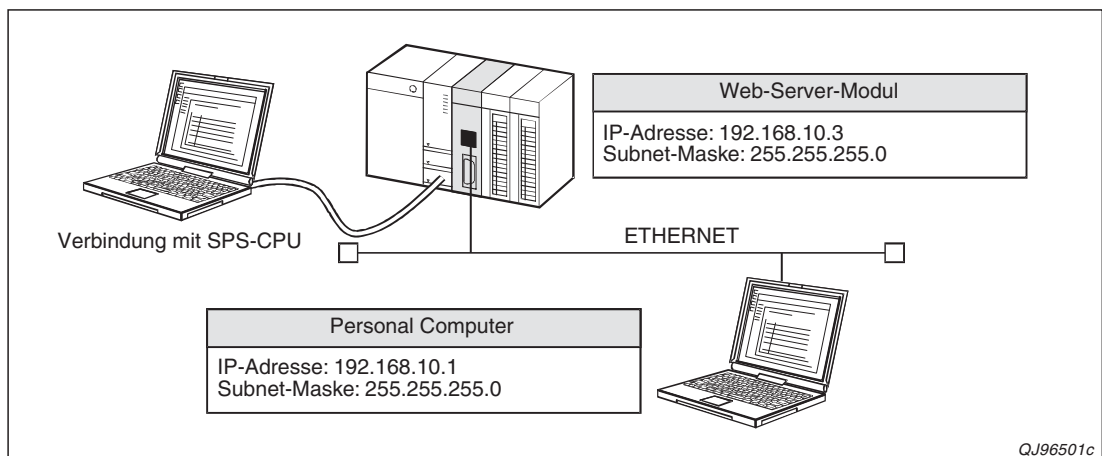 Web-Server-Modul
IP-Adresse: 192.168.10.3
Subnet-Maske: 255.255.255.0
Verbindung mit SPS-CPU
ETHERNET
Personal Computer
IP-Adresse: 192.168.10.1
Subnet-Maske: 255.255.255.0
QJ96501c